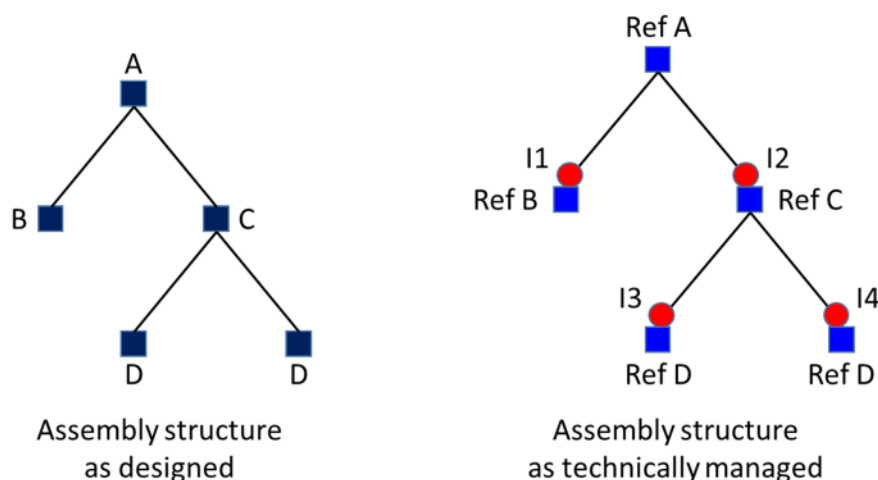 A
B
C
D
D
Assembly structure
as designed
Ref A
I1
I2
Ref B
Ref C
I3
I4
Ref D
Ref D
Assembly structure
as technically managed